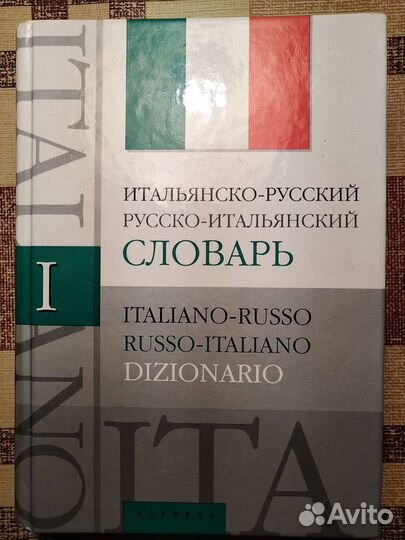 ITALIANO
ИТАЛЬЯНСКО-РУССКИЙ
РУССКО-ИТАЛЬЯНСКИЙ
СЛОВАРЬ
I
ITALIANO-RUSSO
RUSSO-ITALIANO
DIZIONARIO
ITA
АСТРЕЛЬ
Avito